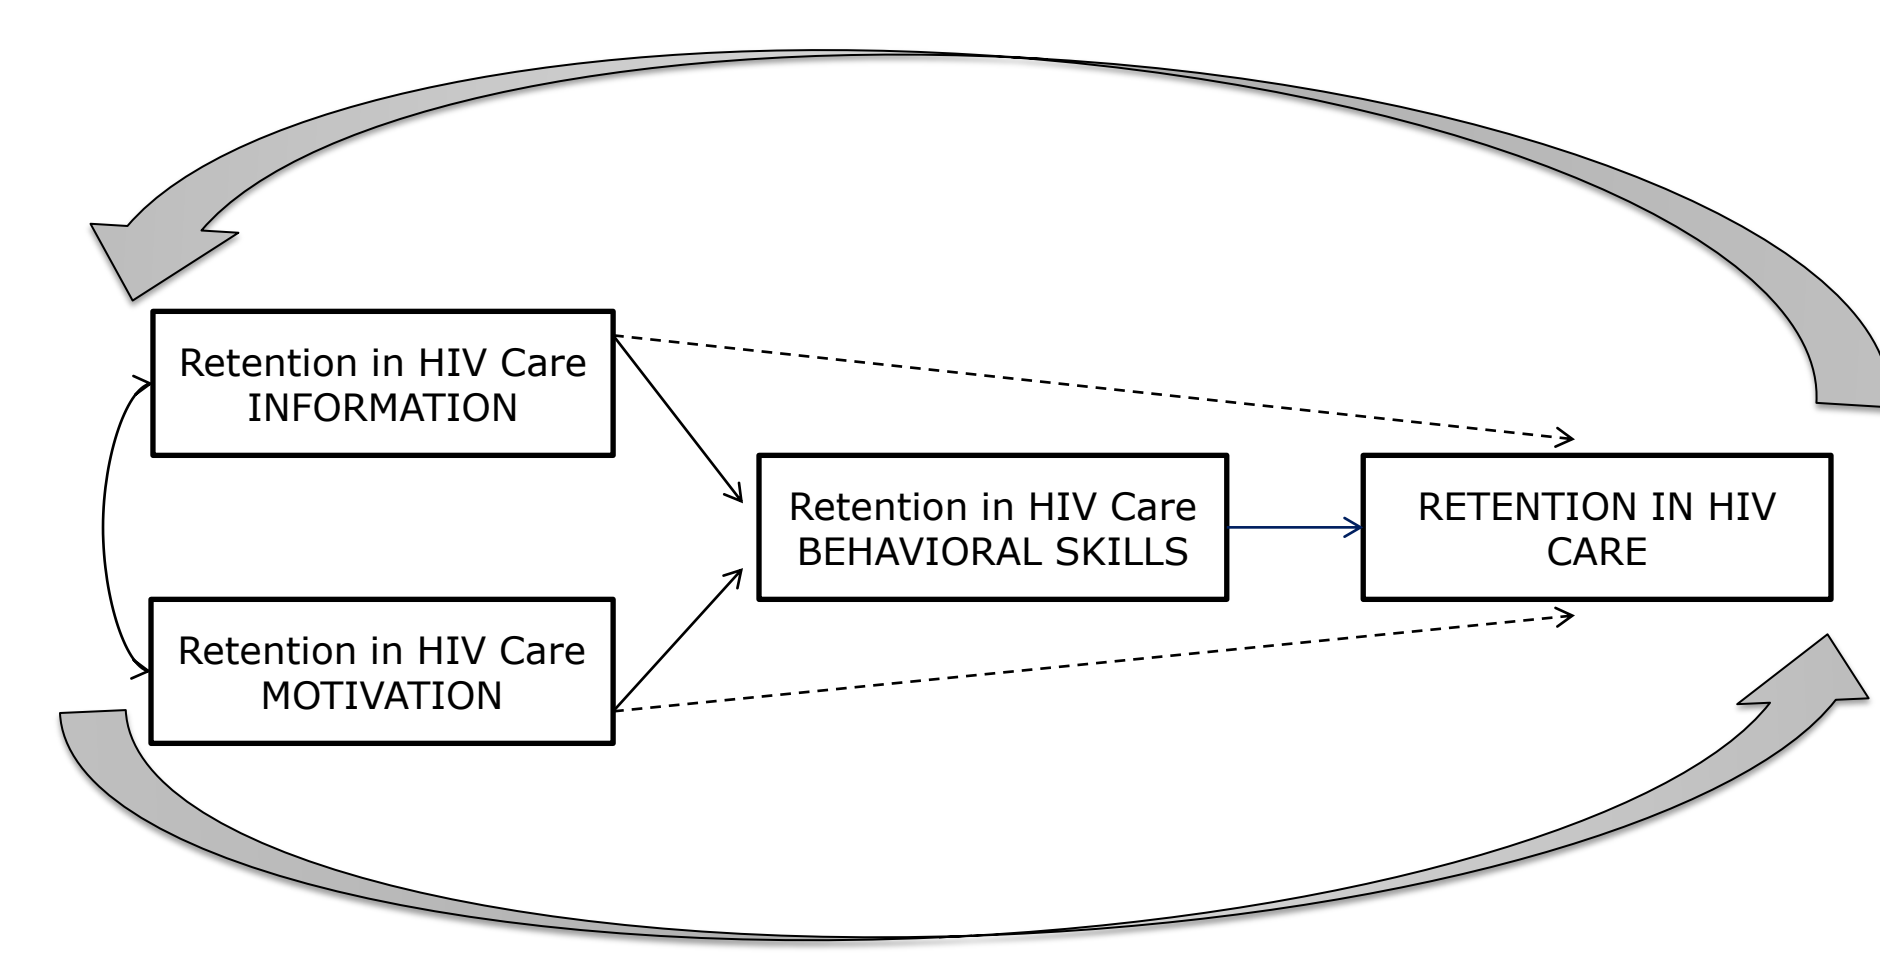 Retention in HIV Care
INFORMATION
Retention in HIV Care
BEHAVIORAL SKILLS
RETENTION IN HIV
CARE
Retention in HIV Care
MOTIVATION